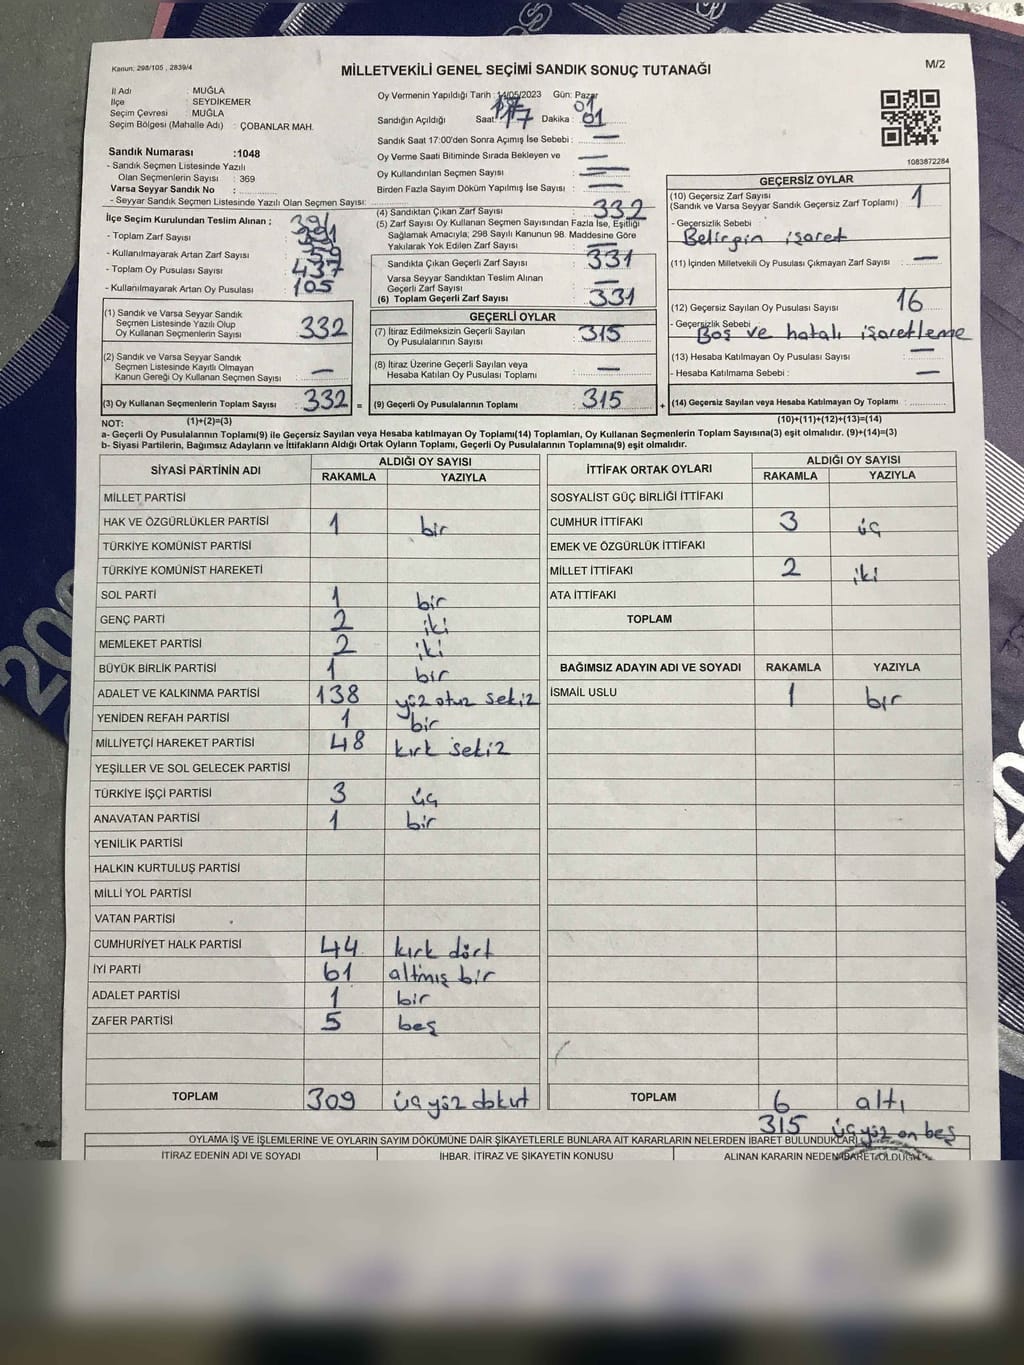 Kanun: 298/105 , 2839/4
MİLLETVEKİLİ GENEL SEÇİMİ SANDIK SONUÇ TUTANAĞI
M/2
İl Adı : MUĞLA
İlçe : SEYDİKEMER
Seçim Çevresi : MUĞLA
Seçim Bölgesi (Mahalle Adı) : ÇOBANLAR MAH.
Oy Vermenin Yapıldığı Tarih : 14/05/2023 Gün: Pazar
01
Sandığın Açıldığı Saat: 17 Dakika : 01
Sandık Saat 17:00'den Sonra Açımış İse Sebebi : —
Oy Verme Saati Bitiminde Sırada Bekleyen ve —
Oy Kullandırılan Seçmen Sayısı : —
Birden Fazla Sayım Döküm Yapılmış İse Sayısı : —
1083872284
Sandık Numarası :1048
- Sandık Seçmen Listesinde Yazılı
Olan Seçmenlerin Sayısı : 369
Varsa Seyyar Sandık No :
- Seyyar Sandık Seçmen Listesinde Yazılı Olan Seçmen Sayısı:
İlçe Seçim Kurulundan Teslim Alınan ; 391
- Toplam Zarf Sayısı : 391
- Kullanılmayarak Artan Zarf Sayısı : 59
- Toplam Oy Pusulası Sayısı : 437
- Kullanılmayarak Artan Oy Pusulası : 105
(1) Sandık ve Varsa Seyyar Sandık
Seçmen Listesinde Yazılı Olup
Oy Kullanan Seçmenlerin Sayısı : 332
(2) Sandık ve Varsa Seyyar Sandık
Seçmen Listesinde Kayıtlı Olmayan
Kanun Gereği Oy Kullanan Seçmen Sayısı : —
(3) Oy Kullanan Seçmenlerin Toplam Sayısı : 332 =
(1)+(2)=(3)
(4) Sandıktan Çıkan Zarf Sayısı : 332
(5) Zarf Sayısı Oy Kullanan Seçmen Sayısından Fazla İse, Eşitliği
Sağlamak Amacıyla; 298 Sayılı Kanunun 98. Maddesine Göre
Yakılarak Yok Edilen Zarf Sayısı : —
Sandıkta Çıkan Geçerli Zarf Sayısı : 331
Varsa Seyyar Sandıktan Teslim Alınan
Geçerli Zarf Sayısı : —
(6) Toplam Geçerli Zarf Sayısı : 331
GEÇERLİ OYLAR
(7) İtiraz Edilmeksizin Geçerli Sayılan
Oy Pusulalarının Sayısı : 315
(8) İtiraz Üzerine Geçerli Sayılan veya
Hesaba Katılan Oy Pusulası Toplamı : —
(9) Geçerli Oy Pusulalarının Toplamı : 315 +
GEÇERSİZ OYLAR
(10) Geçersiz Zarf Sayısı : 1
(Sandık ve Varsa Seyyar Sandık Geçersiz Zarf Toplamı)
- Geçersizlik Sebebi
Belirgin işaret
(11) İçinden Milletvekili Oy Pusulası Çıkmayan Zarf Sayısı : —
(12) Geçersiz Sayılan Oy Pusulası Sayısı : 16
- Geçersizlik Sebebi
Boş ve hatalı işaretleme
(13) Hesaba Katılmayan Oy Pusulası Sayısı : —
- Hesaba Katılmama Sebebi : —
(14) Geçersiz Sayılan veya Hesaba Katılmayan Oy Pusulası Toplamı :
(10)+(11)+(12)+(13)=(14)
NOT:
a- Geçerli Oy Pusulalarının Toplamı(9) ile Geçersiz Sayılan veya Hesaba katılmayan Oy Pusulası Toplamı(14) Toplamları, Oy Kullanan Seçmenlerin Toplam Sayısına(3) eşit olmalıdır. (9)+(14)=(3)
b- Siyasi Partilerin, Bağımsız Adayların ve İttifakların Aldığı Ortak Oyların Toplamı, Geçerli Oy Pusulalarının Toplamına(9) eşit olmalıdır.
SİYASİ PARTİNİN ADI ALDIĞI OY SAYISI
RAKAMLA YAZIYLA
MİLLET PARTİSİ
HAK VE ÖZGÜRLÜKLER PARTİSİ 1 bir
TÜRKİYE KOMÜNİST PARTİSİ
TÜRKİYE KOMÜNİST HAREKETİ
SOL PARTİ 1 bir
GENÇ PARTİ 2 iki
MEMLEKET PARTİSİ 2 iki
BÜYÜK BİRLİK PARTİSİ 1 bir
ADALET VE KALKINMA PARTİSİ 138 yüz otuz sekiz
YENİDEN REFAH PARTİSİ 1 bir
MİLLİYETÇİ HAREKET PARTİSİ 48 kırk sekiz
YEŞİLLER VE SOL GELECEK PARTİSİ
TÜRKİYE İŞÇİ PARTİSİ 3 üç
ANAVATAN PARTİSİ 1 bir
YENİLİK PARTİSİ
HALKIN KURTULUŞ PARTİSİ
MİLLİ YOL PARTİSİ
VATAN PARTİSİ
CUMHURİYET HALK PARTİSİ 44 kırk dört
İYİ PARTİ 61 altmış bir
ADALET PARTİSİ 1 bir
ZAFER PARTİSİ 5 beş
TOPLAM 309 üç yüz dokuz
İTTİFAK ORTAK OYLARI ALDIĞI OY SAYISI
RAKAMLA YAZIYLA
SOSYALİST GÜÇ BİRLİĞİ İTTİFAKI
CUMHUR İTTİFAKI 3 üç
EMEK VE ÖZGÜRLÜK İTTİFAKI
MİLLET İTTİFAKI 2 iki
ATA İTTİFAKI
TOPLAM
BAĞIMSIZ ADAYIN ADI VE SOYADI RAKAMLA YAZIYLA
İSMAİL USLU 1 bir
TOPLAM 6 altı
315 üç yüz on beş
OYLAMA İŞ VE İŞLEMLERİNE VE OYLARIN SAYIM DÖKÜMÜNE DAİR ŞİKAYETLERLE BUNLARA AİT KARARLARIN NELERDEN İBARET BULUNDUKLARI
İTİRAZ EDENİN ADI VE SOYADI İHBAR, İTİRAZ VE ŞİKAYETİN KONUSU ALINAN KARARIN NEDEN İBARET OLDUĞU